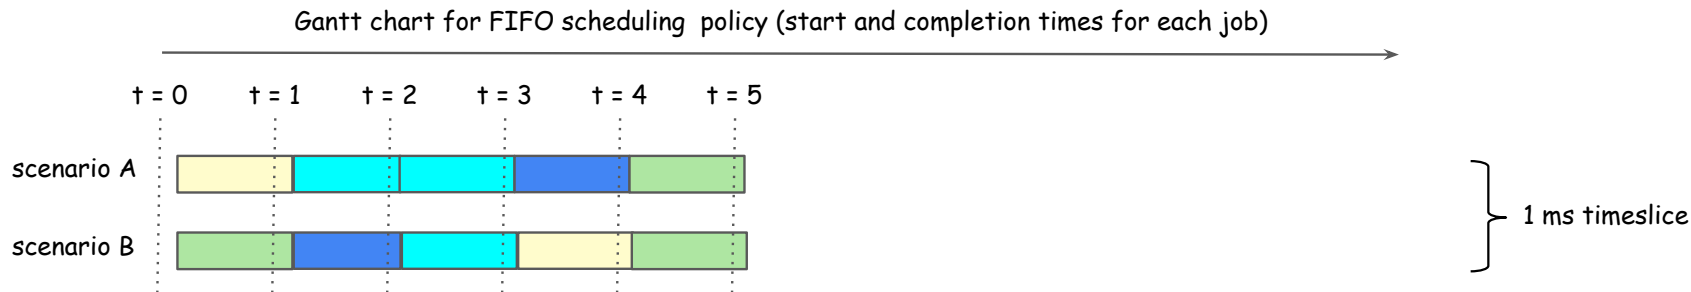 Gantt chart for FIFO scheduling policy (start and completion times for each job)
t = 0 t = 1 t = 2 t = 3 t = 4 t = 5
scenario A
scenario B
1 ms timeslice